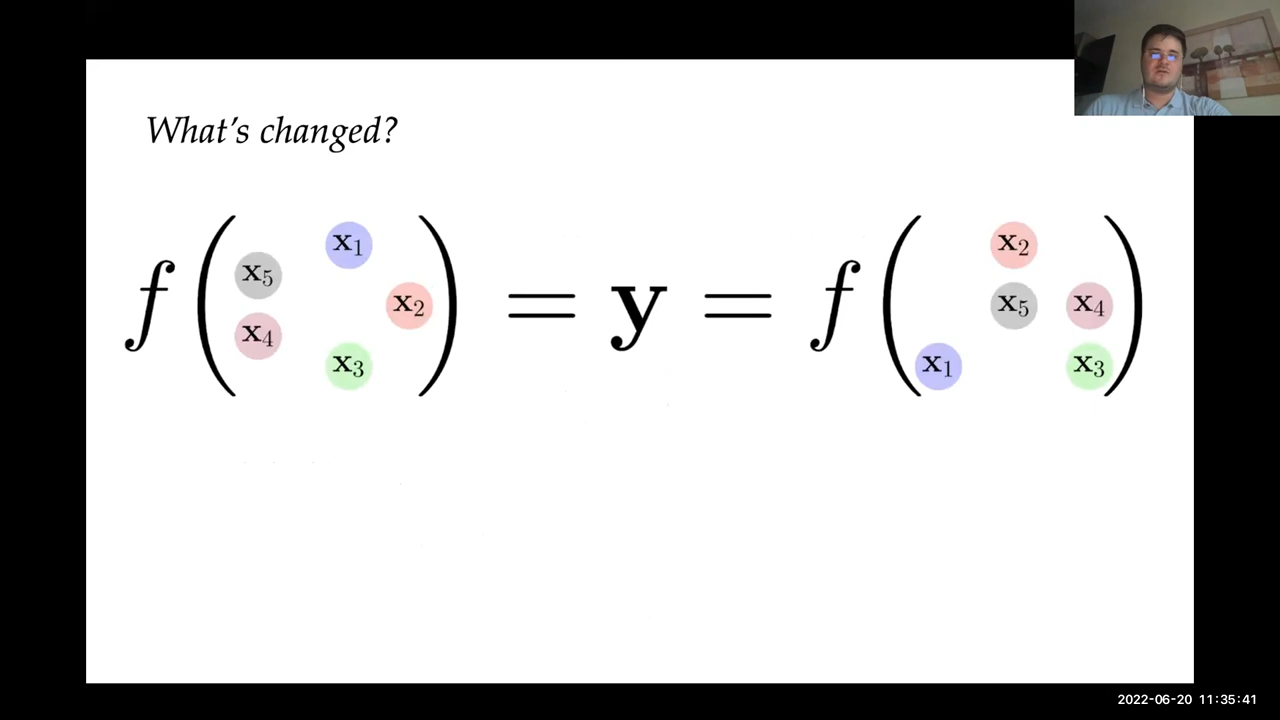 What's changed?
f ( x₁ x₅ x₂ x₄ x₃ ) = y = f ( x₂ x₅ x₄ x₁ x₃ )
2022-06-20 11:35:41